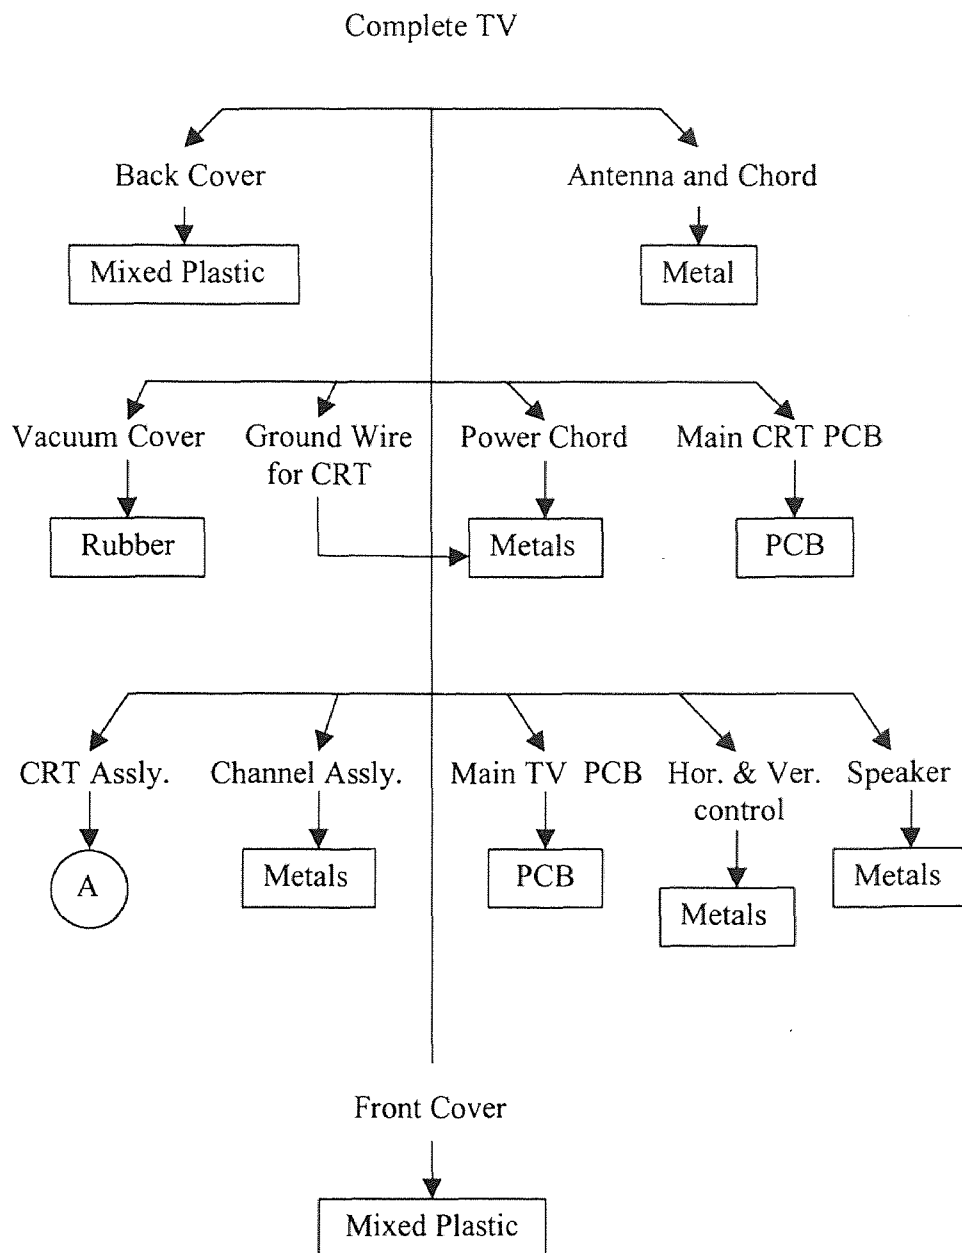 Complete TV
Back Cover
Antenna and Chord
Mixed Plastic
Metal
Vacuum Cover
Ground Wire
for CRT
Power Chord
Main CRT PCB
Rubber
Metals
PCB
CRT Assly.
Channel Assly.
Main TV PCB
Hor. & Ver.
control
Speaker
A
Metals
PCB
Metals
Metals
Front Cover
Mixed Plastic